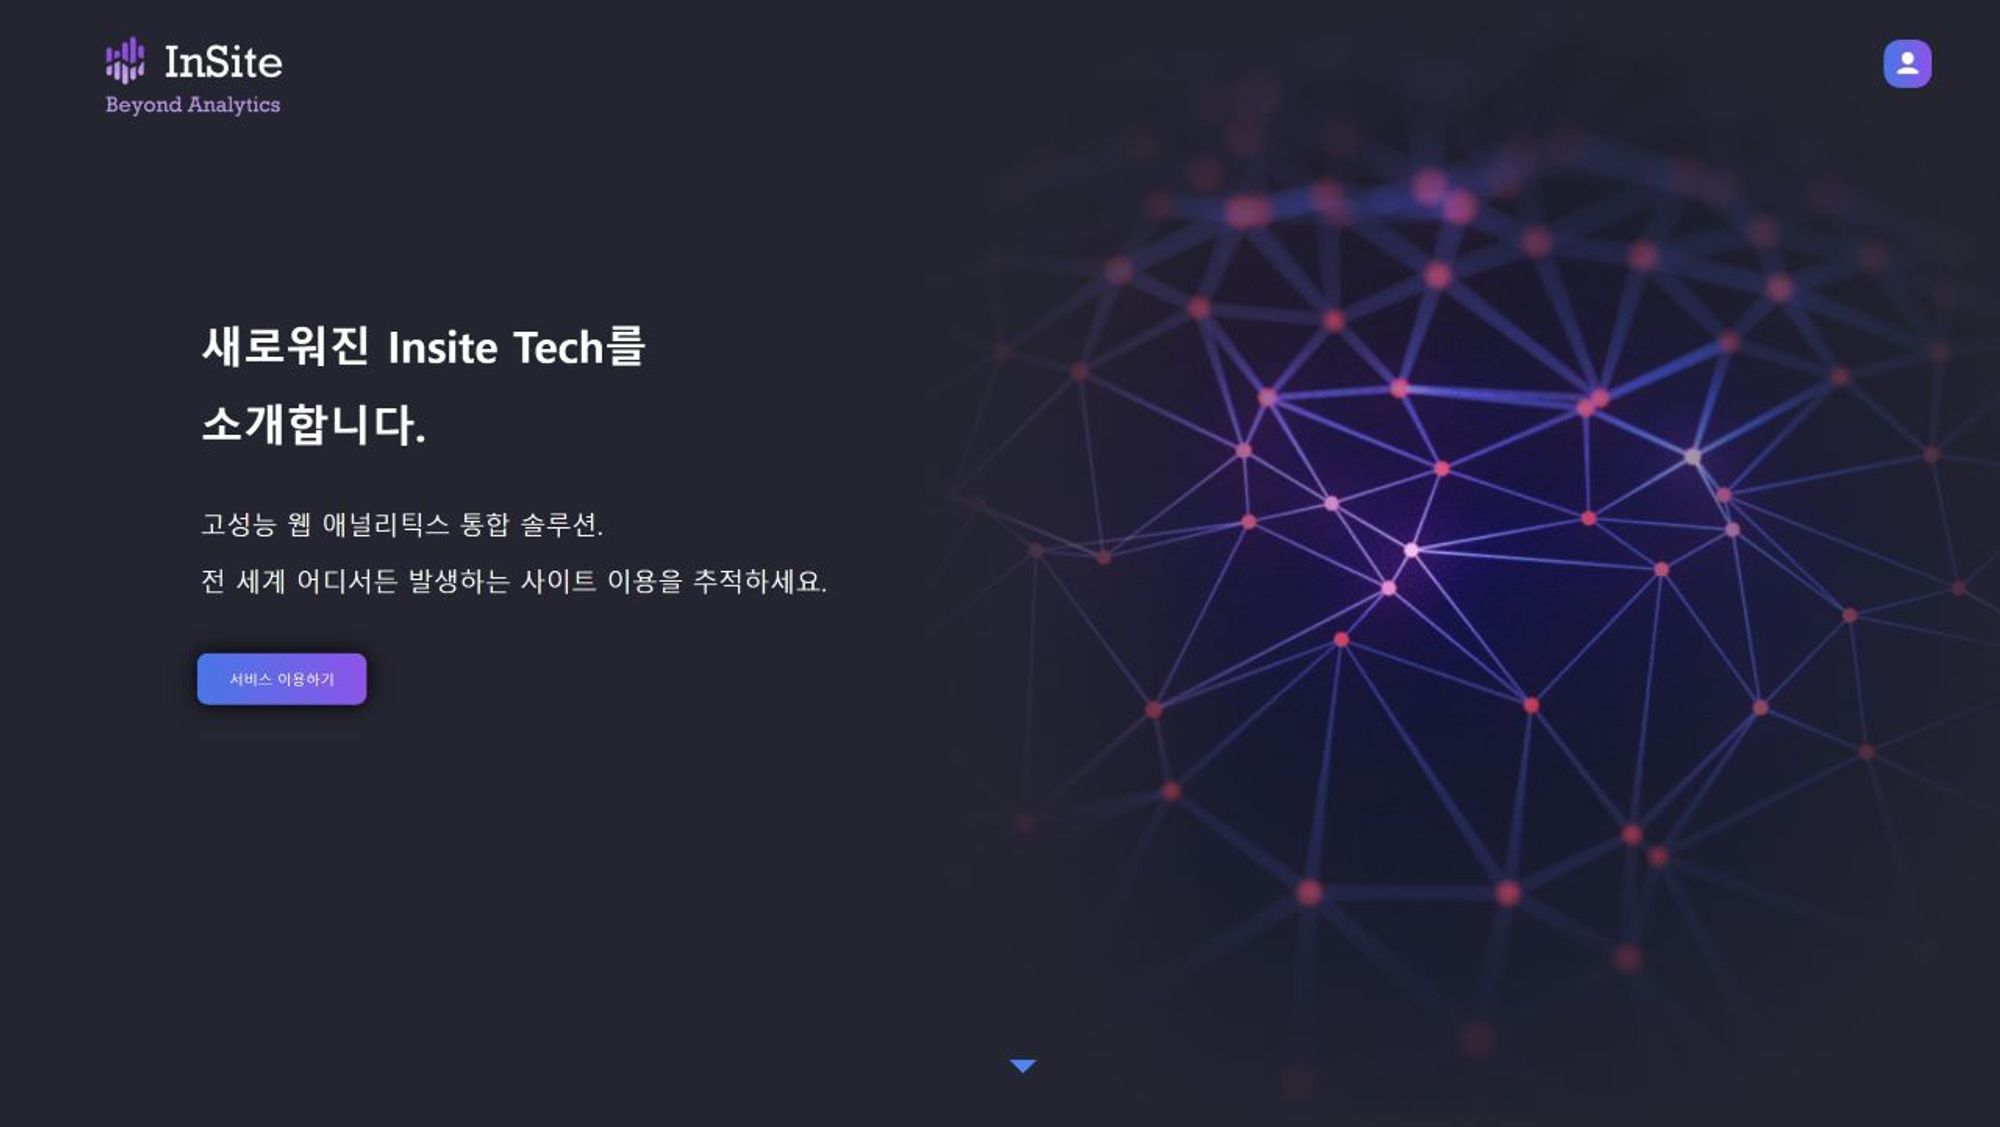 InSite
Beyond Analytics
새로워진 Insite Tech를
소개합니다.
고성능 웹 애널리틱스 통합 솔루션.
전 세계 어디서든 발생하는 사이트 이용을 추적하세요.
서비스 이용하기